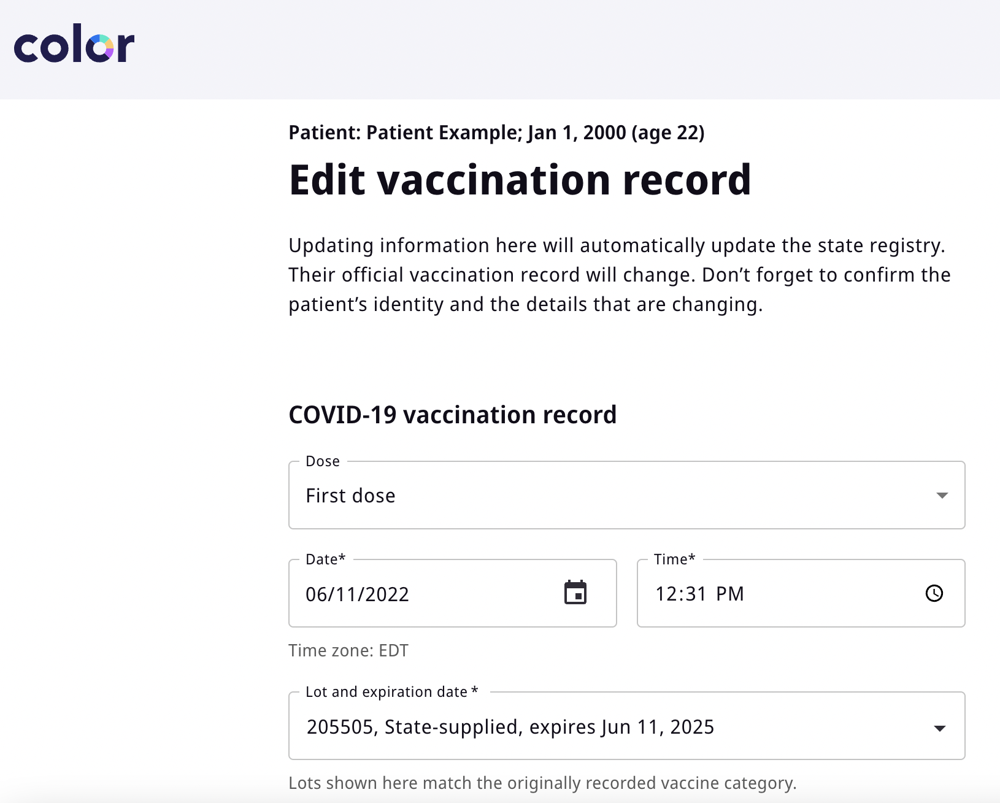 color
Patient: Patient Example; Jan 1, 2000 (age 22)
Edit vaccination record
Updating information here will automatically update the state registry.
Their official vaccination record will change. Don’t forget to confirm the
patient’s identity and the details that are changing.
COVID-19 vaccination record
Dose
First dose
Date*
06/11/2022
Time*
12:31 PM
Time zone: EDT
Lot and expiration date *
205505, State-supplied, expires Jun 11, 2025
Lots shown here match the originally recorded vaccine category.